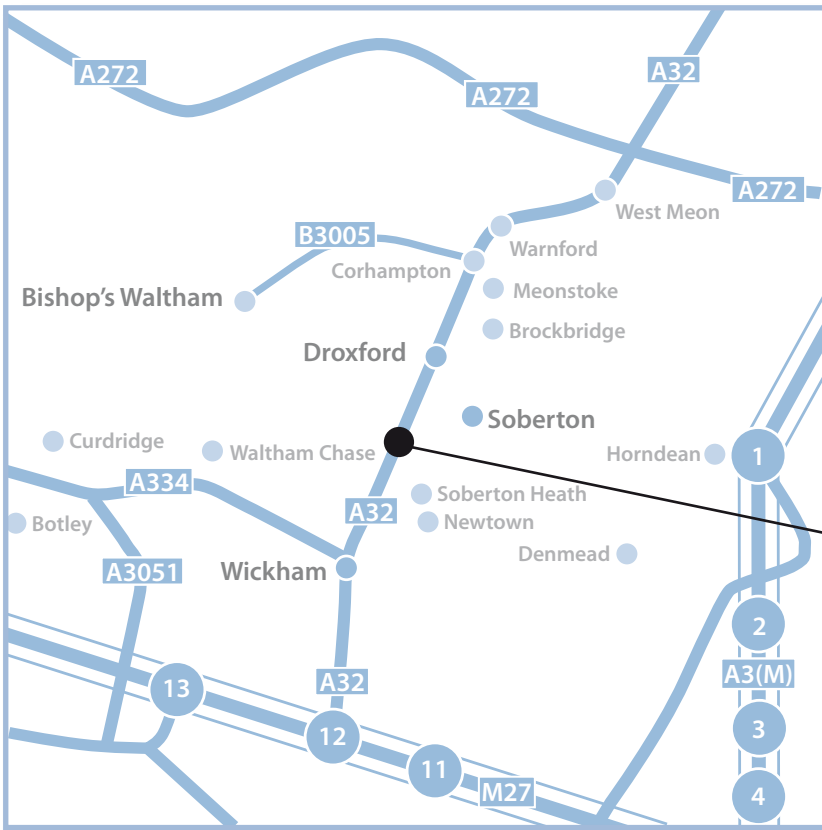 A272
A32
A272
A272
West Meon
B3005
Warnford
Corhampton
Meonstoke
Bishop's Waltham
Brockbridge
Droxford
Soberton
Curdridge
Waltham Chase
Horndean
1
A334
Soberton Heath
A32
Botley
Newtown
Denmead
A3051
Wickham
2
A3(M)
A32
13
3
12
11
M27
4